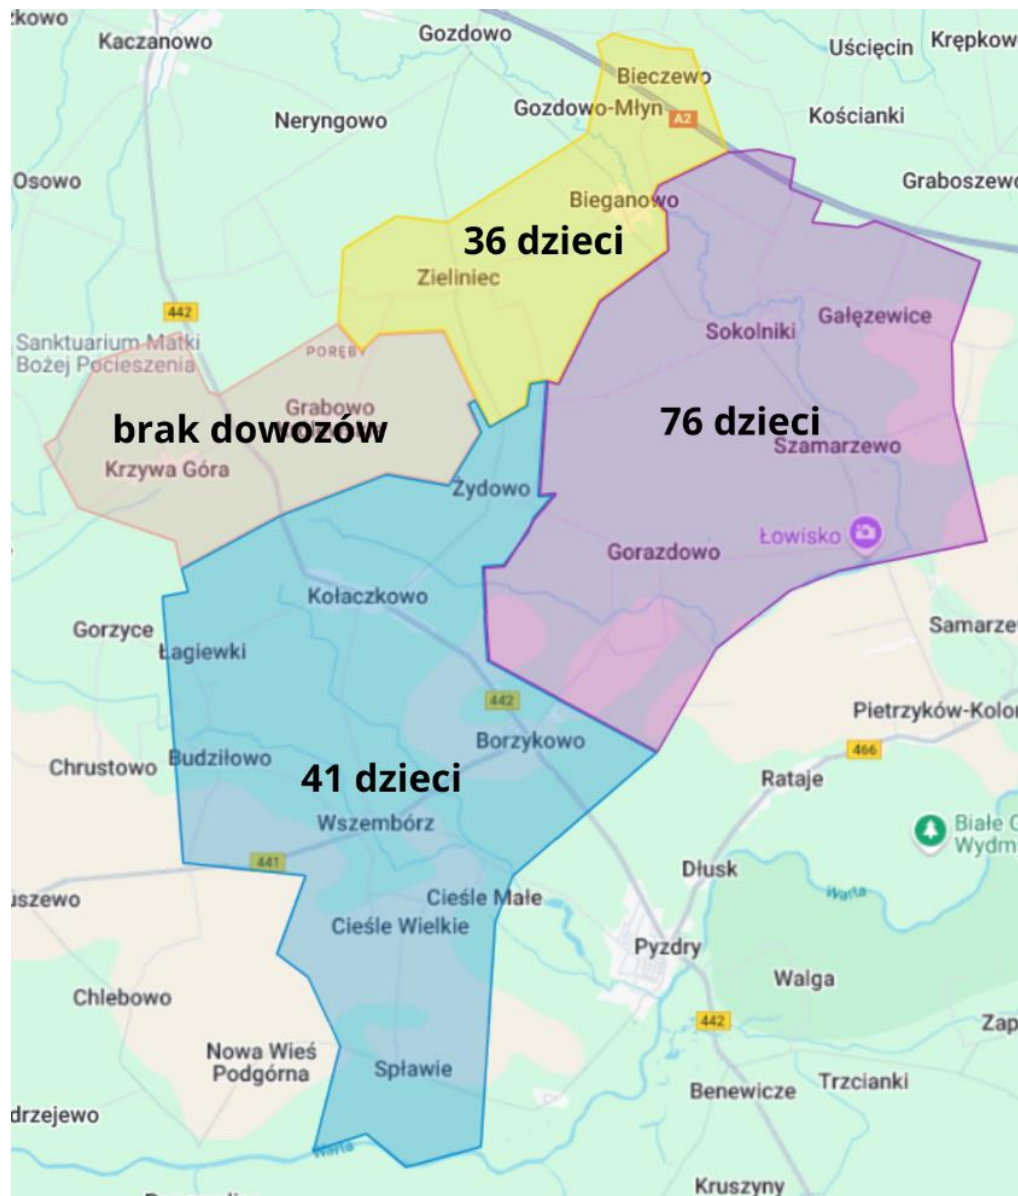 zkowo
Kaczanowo
Gozdowo
Uścięcin
Krępkow
Bieczewo
Neryngowo
Gozdowo-Młyn
A2
Kościanki
Osowo
Bieganowo
Graboszewo
36 dzieci
Zieliniec
442
Sanktuarium Matki
Bożej Pocieszenia
PORĘBY
Sokolniki
Gałęzewice
Grabowo
brak dowozów
76 dzieci
Krzywa Góra
Szamarzewo
Żydowo
Łowisko
Gorazdowo
Kołaczkowo
Gorzyce
Łagiewki
Samarze
442
Borzykowo
Pietrzyków-Kolon
466
Chrustowo
Budziłowo
41 dzieci
Rataje
Wszembórz
Białe
Wydm
441
Dłusk
Warta
uszewo
Cieśle Małe
Cieśle Wielkie
Pyzdry
Walga
Chlebowo
442
Zap
Nowa Wieś
Podgórna
Spławie
Benewicze
Trzcianki
drzejewo
Warta
Kruszyny